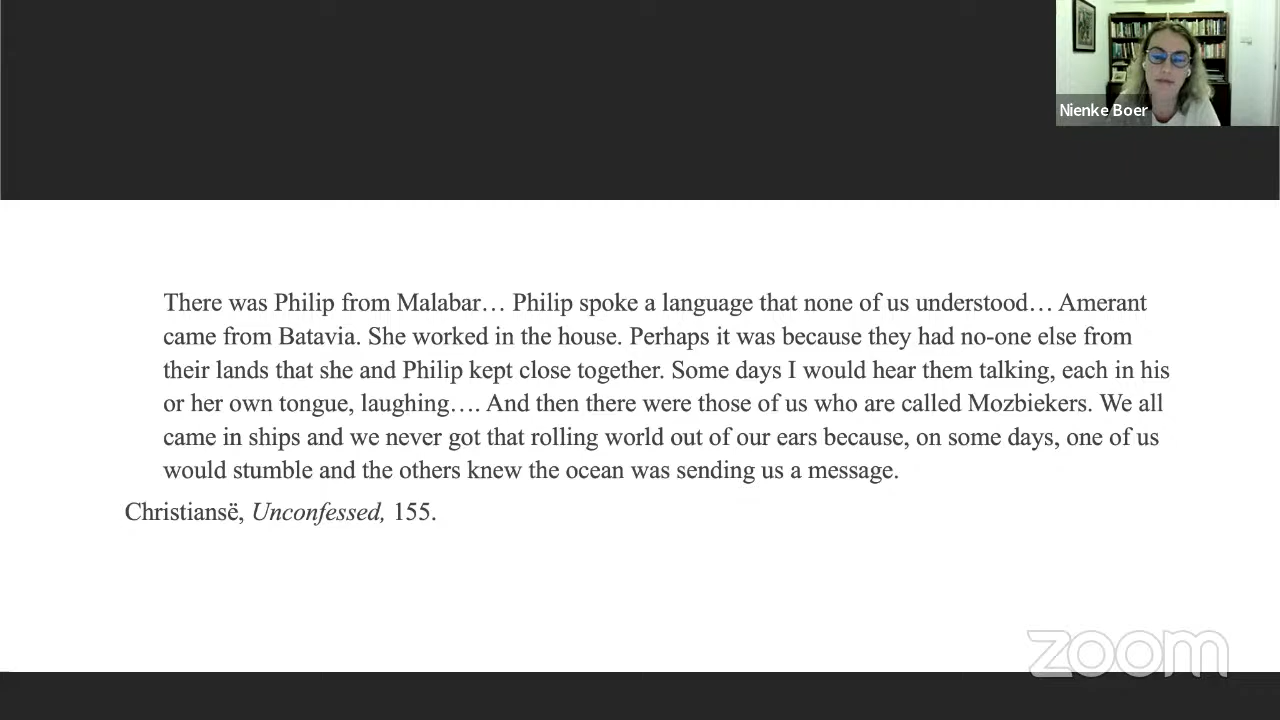 Nienke Boer
There was Philip from Malabar… Philip spoke a language that none of us understood… Amerant
came from Batavia. She worked in the house. Perhaps it was because they had no-one else from
their lands that she and Philip kept close together. Some days I would hear them talking, each in his
or her own tongue, laughing…. And then there were those of us who are called Mozbiekers. We all
came in ships and we never got that rolling world out of our ears because, on some days, one of us
would stumble and the others knew the ocean was sending us a message.
Christiansë, Unconfessed, 155.
zoom